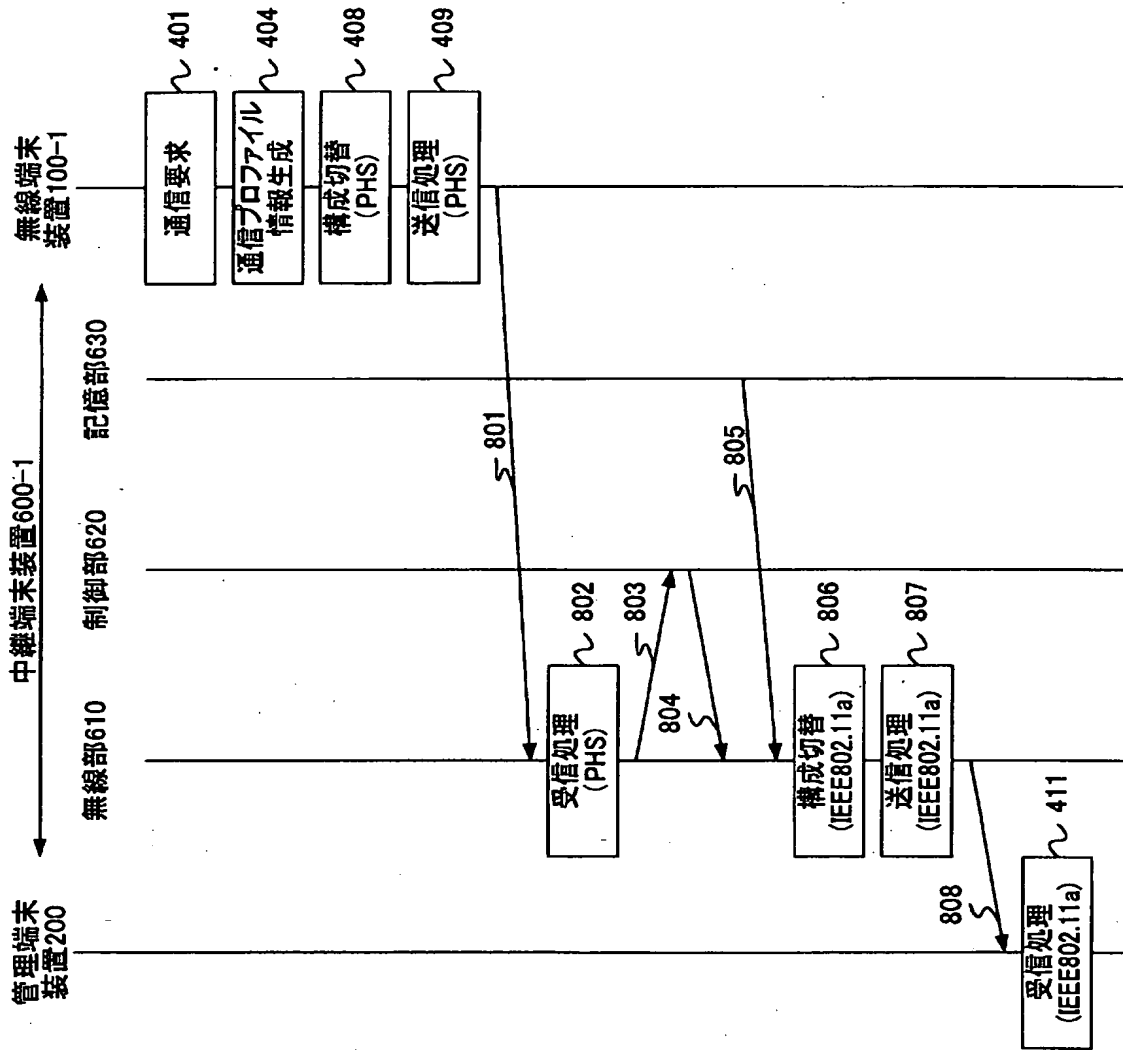 管理端末
装置200
中継端末装置600-1
無線部610
制御部620
記憶部630
無線端末
装置100-1
通信要求
401
通信プロファイル
情報生成
404
構成切替
(PHS)
408
送信処理
(PHS)
409
801
受信処理
(PHS)
802
803
804
805
構成切替
(IEEE802.11a)
806
送信処理
(IEEE802.11a)
807
808
受信処理
(IEEE802.11a)
411